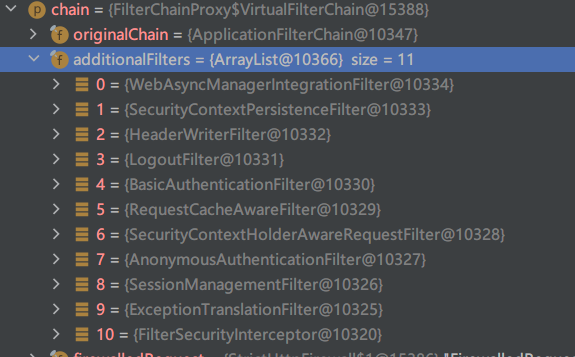 p chain = {FilterChainProxy$VirtualFilterChain@15388}
f originalChain = {ApplicationFilterChain@10347}
f additionalFilters = {ArrayList@10366} size = 11
0 = {WebAsyncManagerIntegrationFilter@10334}
1 = {SecurityContextPersistenceFilter@10333}
2 = {HeaderWriterFilter@10332}
3 = {LogoutFilter@10331}
4 = {BasicAuthenticationFilter@10330}
5 = {RequestCacheAwareFilter@10329}
6 = {SecurityContextHolderAwareRequestFilter@10328}
7 = {AnonymousAuthenticationFilter@10327}
8 = {SessionManagementFilter@10326}
9 = {ExceptionTranslationFilter@10325}
10 = {FilterSecurityInterceptor@10320}